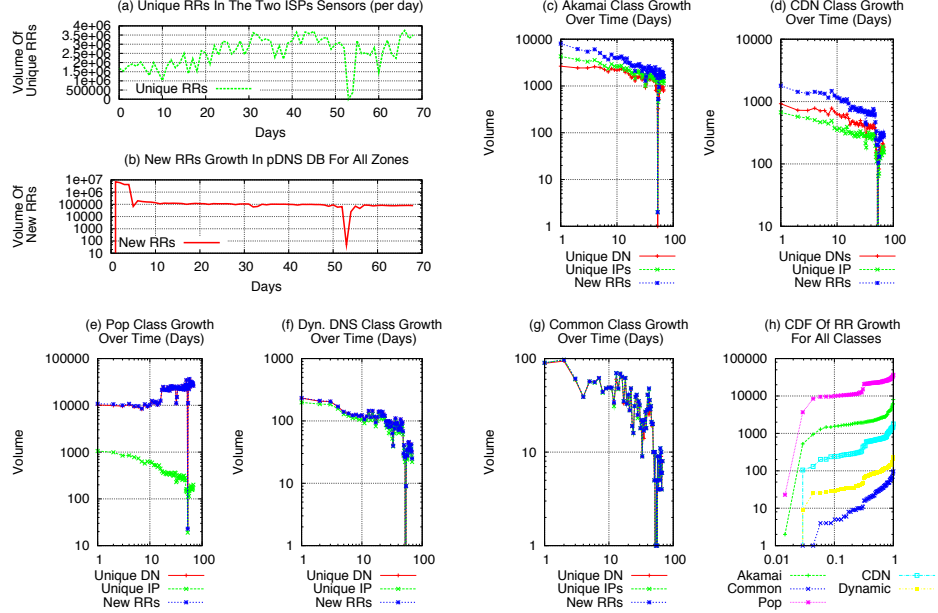 (a) Unique RRs In The Two ISPs Sensors (per day)
Volume Of
Unique RRs
4e+06
3.5e+06
3e+06
2.5e+06
2e+06
1.5e+06
1e+06
500000
0
Unique RRs
0 10 20 30 40 50 60 70
Days
(b) New RRs Growth In pDNS DB For All Zones
Volume Of
New RRs
1e+07
1e+06
100000
10000
1000
100
10
New RRs
0 10 20 30 40 50 60 70
Days
(c) Akamai Class Growth
Over Time (Days)
Volume
10000
1000
100
10
1
1 10 100
Unique DN
Unique IPs
New RRs
(d) CDN Class Growth
Over Time (Days)
Volume
10000
1000
100
10
1 10 100
Unique DNs
Unique IP
New RRs
(e) Pop Class Growth
Over Time (Days)
Volume
100000
10000
1000
100
10
1 10 100
Unique DN
Unique IP
New RRs
(f) Dyn. DNS Class Growth
Over Time (Days)
Volume
1000
100
10
1
1 10 100
Unique DN
Unique IP
New RRs
(g) Common Class Growth
Over Time (Days)
Volume
100
10
1
1 10 100
Unique DN
Unique IPs
New RRs
(h) CDF Of RR Growth
For All Classes
Volume
100000
10000
1000
100
10
1
0.01 0.1 1
Akamai
Common
Pop
CDN
Dynamic